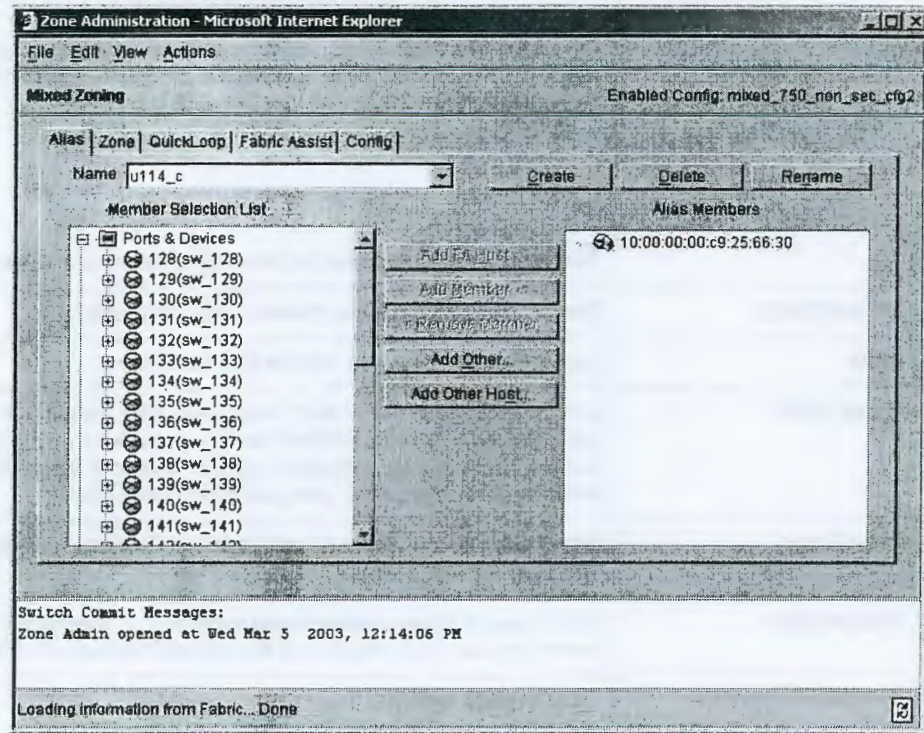 Zone Administration - Microsoft Internet Explorer
File Edit View Actions
Mixed Zoning
Enabled Config: mixed_750_non_sec_cfg2
Alias Zone QuickLoop Fabric Assist Config
Name u114_c
Create Delete Rename
Member Selection List
Alias Members
Ports & Devices
128(sw_128)
129(sw_129)
130(sw_130)
131(sw_131)
132(sw_132)
133(sw_133)
134(sw_134)
135(sw_135)
136(sw_136)
137(sw_137)
138(sw_138)
139(sw_139)
140(sw_140)
141(sw_141)
142(sw_142)
Add FA Host
Add Member
Remove Member
Add Other...
Add Other Host...
10:00:00:00:c9:25:66:30
Switch Commit Messages:
Zone Admin opened at Wed Mar 5 2003, 12:14:06 PM
Loading information from Fabric... Done